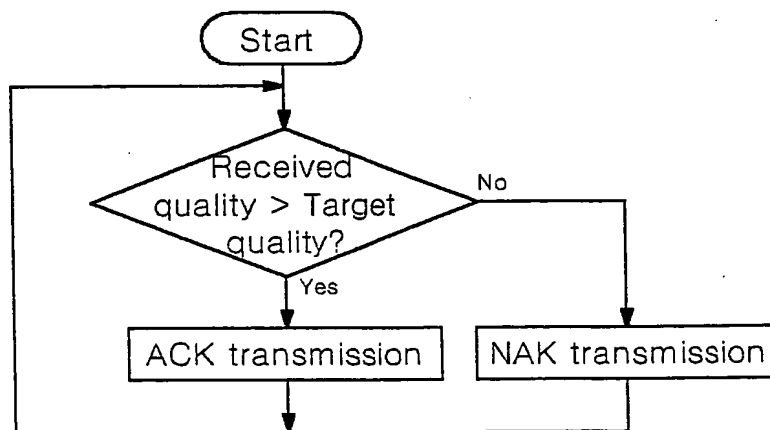 Start
Received
quality > Target
quality?
No
Yes
ACK transmission
NAK transmission